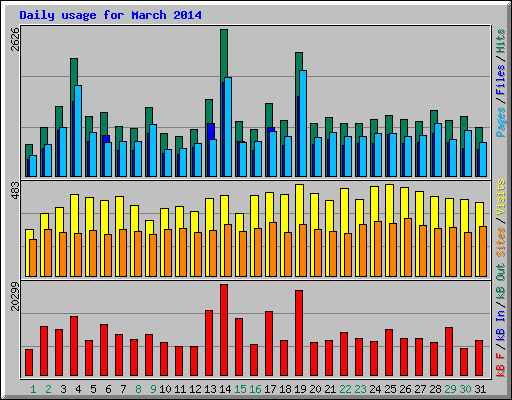 Daily usage for March 2014
2626
Pages / Files / Hits
483
Sites / Visits
20299
kB F / kB In / kB Out
1 2 3 4 5 6 7 8 9 10 11 12 13 14 15 16 17 18 19 20 21 22 23 24 25 26 27 28 29 30 31